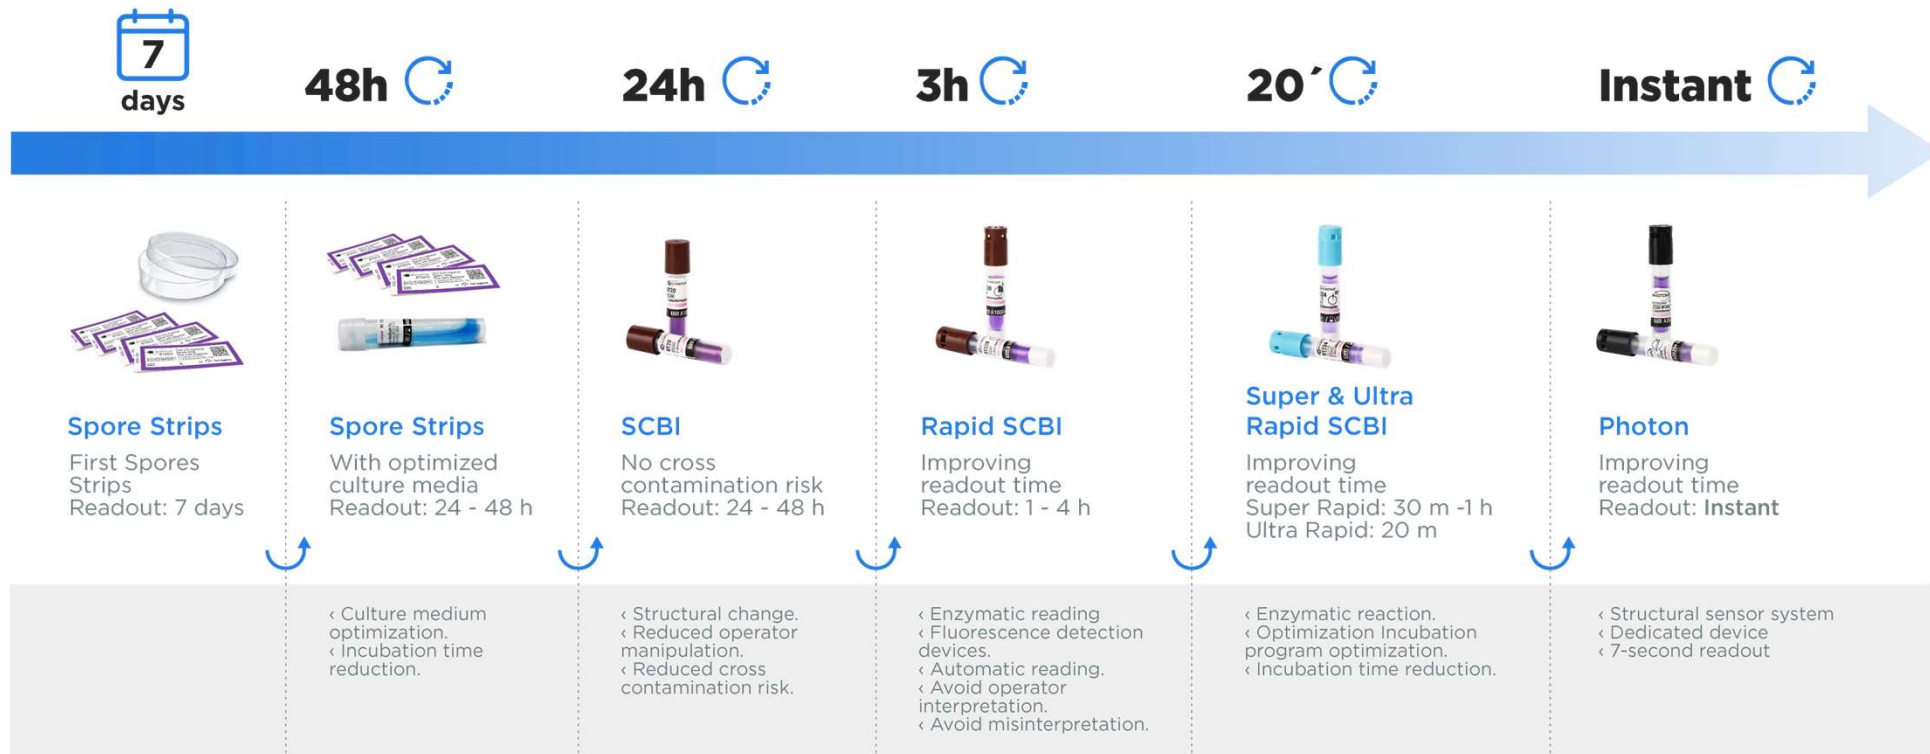 7
days
48h
24h
3h
20´
Instant
Spore Strips
First Spores
Strips
Readout: 7 days
Spore Strips
With optimized
culture media
Readout: 24 - 48 h
SCBI
No cross
contamination risk
Readout: 24 - 48 h
Rapid SCBI
Improving
readout time
Readout: 1 - 4 h
Super & Ultra
Rapid SCBI
Improving
readout time
Super Rapid: 30 m -1 h
Ultra Rapid: 20 m
Photon
Improving
readout time
Readout: Instant
‹ Culture medium
optimization.
‹ Incubation time
reduction.
‹ Structural change.
‹ Reduced operator
manipulation.
‹ Reduced cross
contamination risk.
‹ Enzymatic reading
‹ Fluorescence detection
devices.
‹ Automatic reading.
‹ Avoid operator
interpretation.
‹ Avoid misinterpretation.
‹ Enzymatic reaction.
‹ Optimization Incubation
program optimization.
‹ Incubation time reduction.
‹ Structural sensor system
‹ Dedicated device
‹ 7-second readout